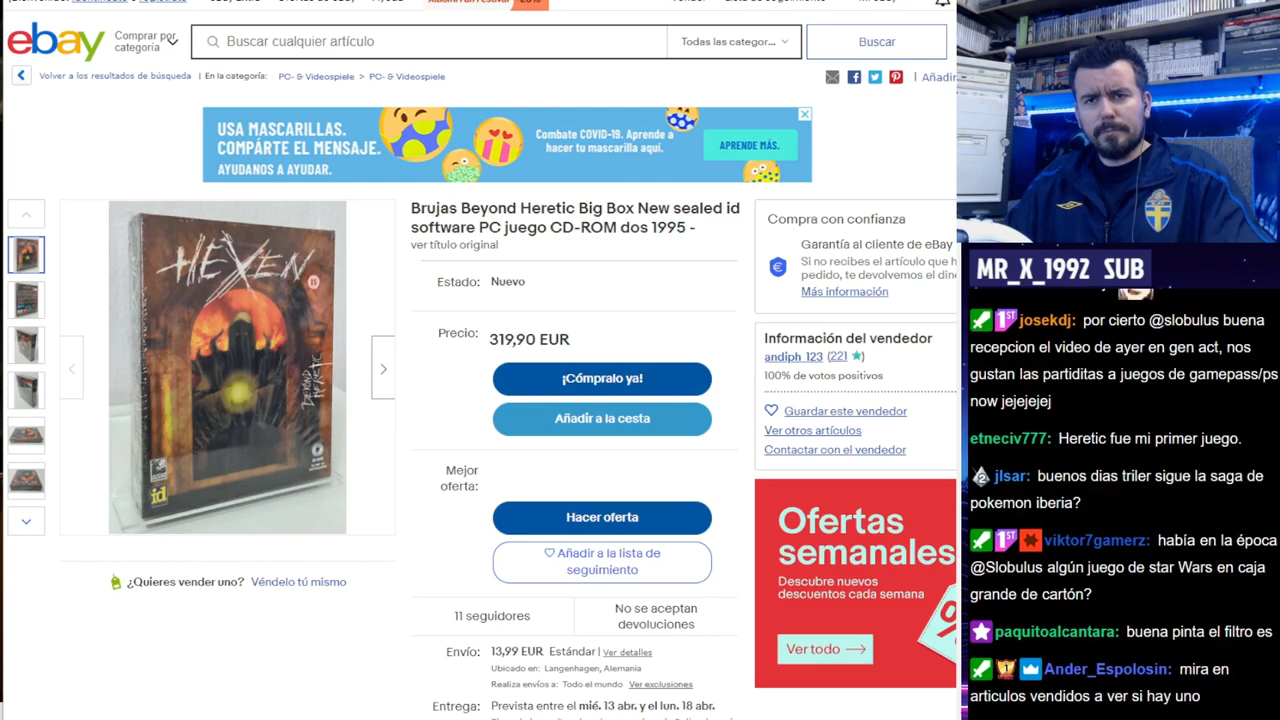 ebay
Comprar por
categoría
Buscar cualquier artículo
Todas las categor...
Buscar
Volver a los resultados de búsqueda
| En la categoría:
PC- & Videospiele > PC- & Videospiele
| Añadir
USA MASCARILLAS.
COMPÁRTE EL MENSAJE.
AYUDANOS A AYUDAR.
Combate COVID-19. Aprende a
hacer tu mascarilla aquí.
APRENDE MÁS.
HEXEN
BEYOND
HERETIC
id
Brujas Beyond Heretic Big Box New sealed id
software PC juego CD-ROM dos 1995 -
ver título original
Estado: Nuevo
Precio: 319,90 EUR
¡Cómpralo ya!
Añadir a la cesta
Mejor
oferta:
Hacer oferta
Añadir a la lista de
seguimiento
11 seguidores
No se aceptan
devoluciones
Envío: 13,99 EUR Estándar | Ver detalles
Ubicado en: Langenhagen, Alemania
Realiza envíos a: Todo el mundo Ver exclusiones
Entrega: Prevista entre el mié. 13 abr. y el lun. 18 abr.
¿Quieres vender uno? Véndelo tú mismo
Compra con confianza
Garantía al cliente de eBay
Si no recibes el artículo que h
pedido, te devolvemos el dine
Más información
Información del vendedor
andiph_123 (221)
100% de votos positivos
Guardar este vendedor
Ver otros artículos
Contactar con el vendedor
Ofertas
semanales
Descubre nuevos
descuentos cada semana
Ver todo
MR_X_1992 SUB
josekdj: por cierto @slobulus buena
recepcion el video de ayer en gen act, nos
gustan las partiditas a juegos de gamepass/ps
now jejejejej
etneciv777: Heretic fue mi primer juego.
jlsar: buenos dias triler sigue la saga de
pokemon iberia?
viktor7gamerz: había en la época
@Slobulus algún juego de star Wars en caja
grande de cartón?
paquitoalcantara: buena pinta el filtro es
Ander_Espolosin: mira en
articulos vendidos a ver si hay uno